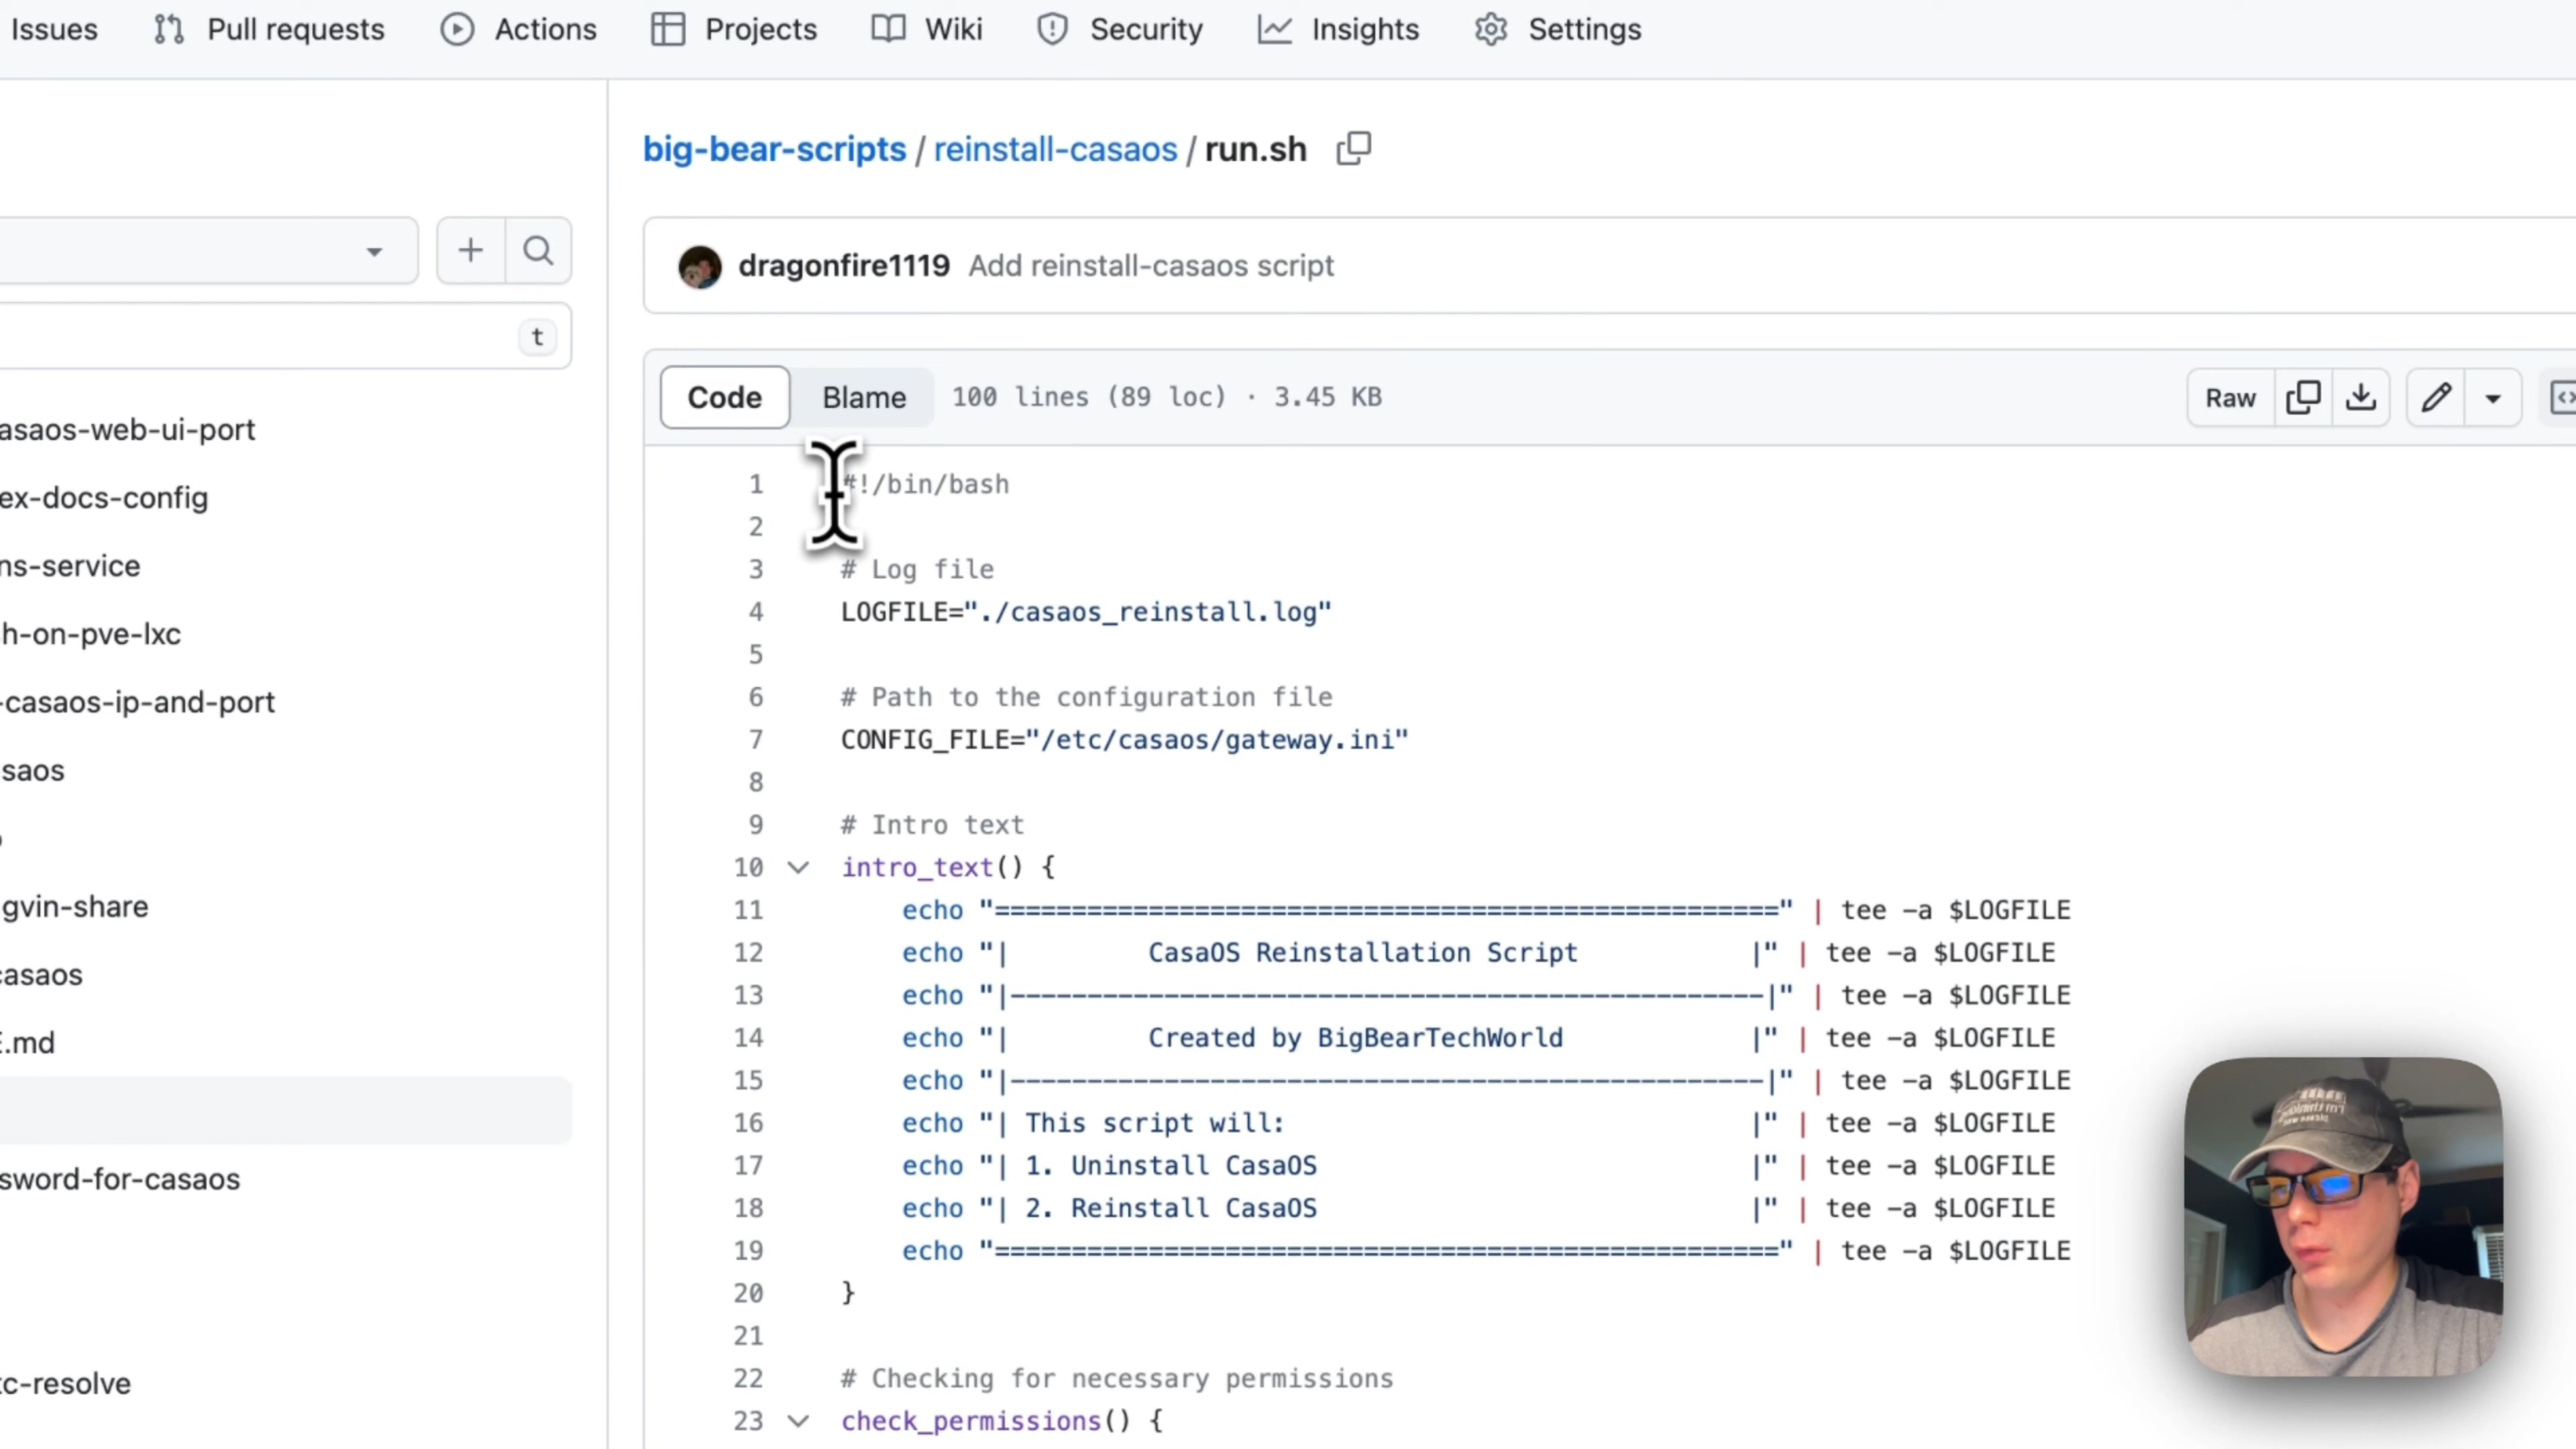 Issues Pull requests Actions Projects Wiki Security Insights Settings
big-bear-scripts / reinstall-casaos / run.sh
t
dragonfire1119 Add reinstall-casaos script
Code Blame 100 lines (89 loc) · 3.45 KB Raw
asaos-web-ui-port
ex-docs-config
ns-service
h-on-pve-lxc
-casaos-ip-and-port
saos
gvin-share
casaos
E.md
sword-for-casaos
tc-resolve
1 #!/bin/bash
2
3 # Log file
4 LOGFILE="./casaos_reinstall.log"
5
6 # Path to the configuration file
7 CONFIG_FILE="/etc/casaos/gateway.ini"
8
9 # Intro text
10 intro_text() {
11 echo "===================================================" | tee -a $LOGFILE
12 echo "|         CasaOS Reinstallation Script           |" | tee -a $LOGFILE
13 echo "|-------------------------------------------------|" | tee -a $LOGFILE
14 echo "|         Created by BigBearTechWorld            |" | tee -a $LOGFILE
15 echo "|-------------------------------------------------|" | tee -a $LOGFILE
16 echo "| This script will:                              |" | tee -a $LOGFILE
17 echo "| 1. Uninstall CasaOS                            |" | tee -a $LOGFILE
18 echo "| 2. Reinstall CasaOS                            |" | tee -a $LOGFILE
19 echo "===================================================" | tee -a $LOGFILE
20 }
21
22 # Checking for necessary permissions
23 check_permissions() {